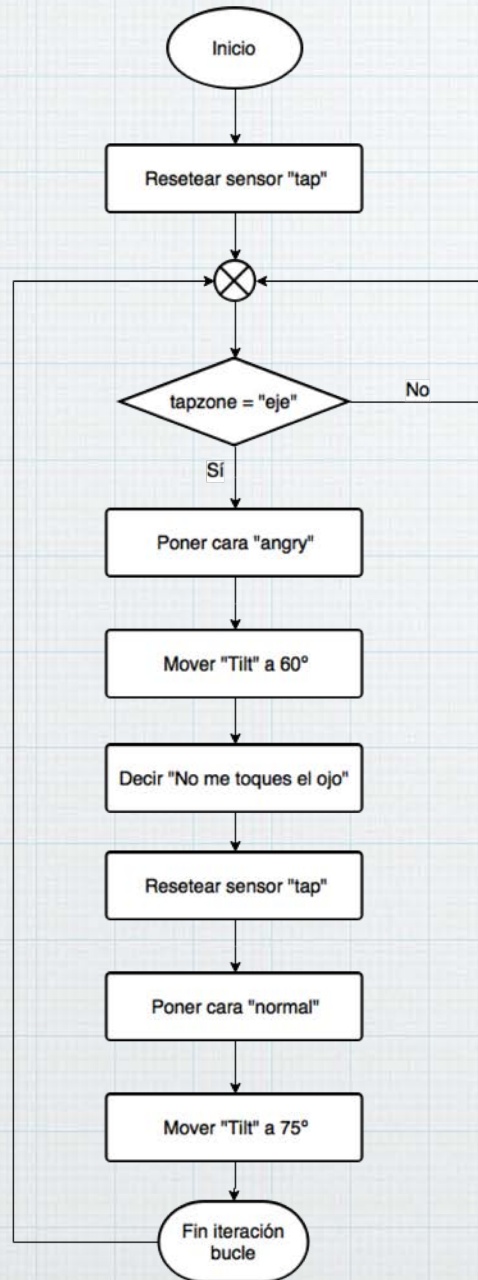 Inicio
Resetear sensor "tap"
tapzone = "eje"
No
Sí
Poner cara "angry"
Mover "Tilt" a 60º
Decir "No me toques el ojo"
Resetear sensor "tap"
Poner cara "normal"
Mover "Tilt" a 75º
Fin iteración
bucle